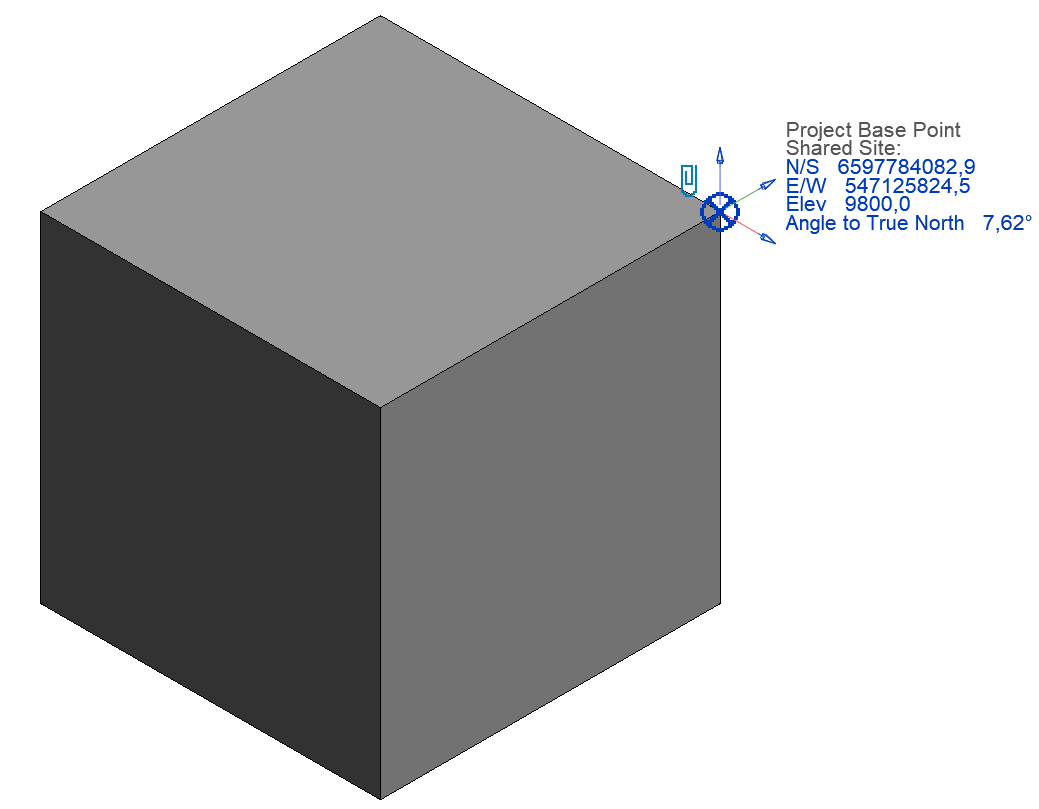 Project Base Point
Shared Site:
N/S 6597784082,9
E/W 547125824,5
Elev 9800,0
Angle to True North 7,62°